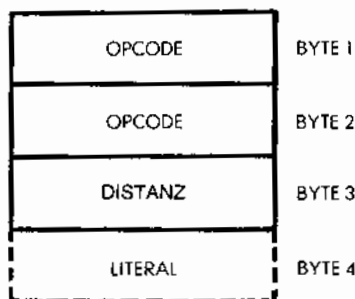 OPCODE BYTE 1
OPCODE BYTE 2
DISTANZ BYTE 3
LITERAL BYTE 4